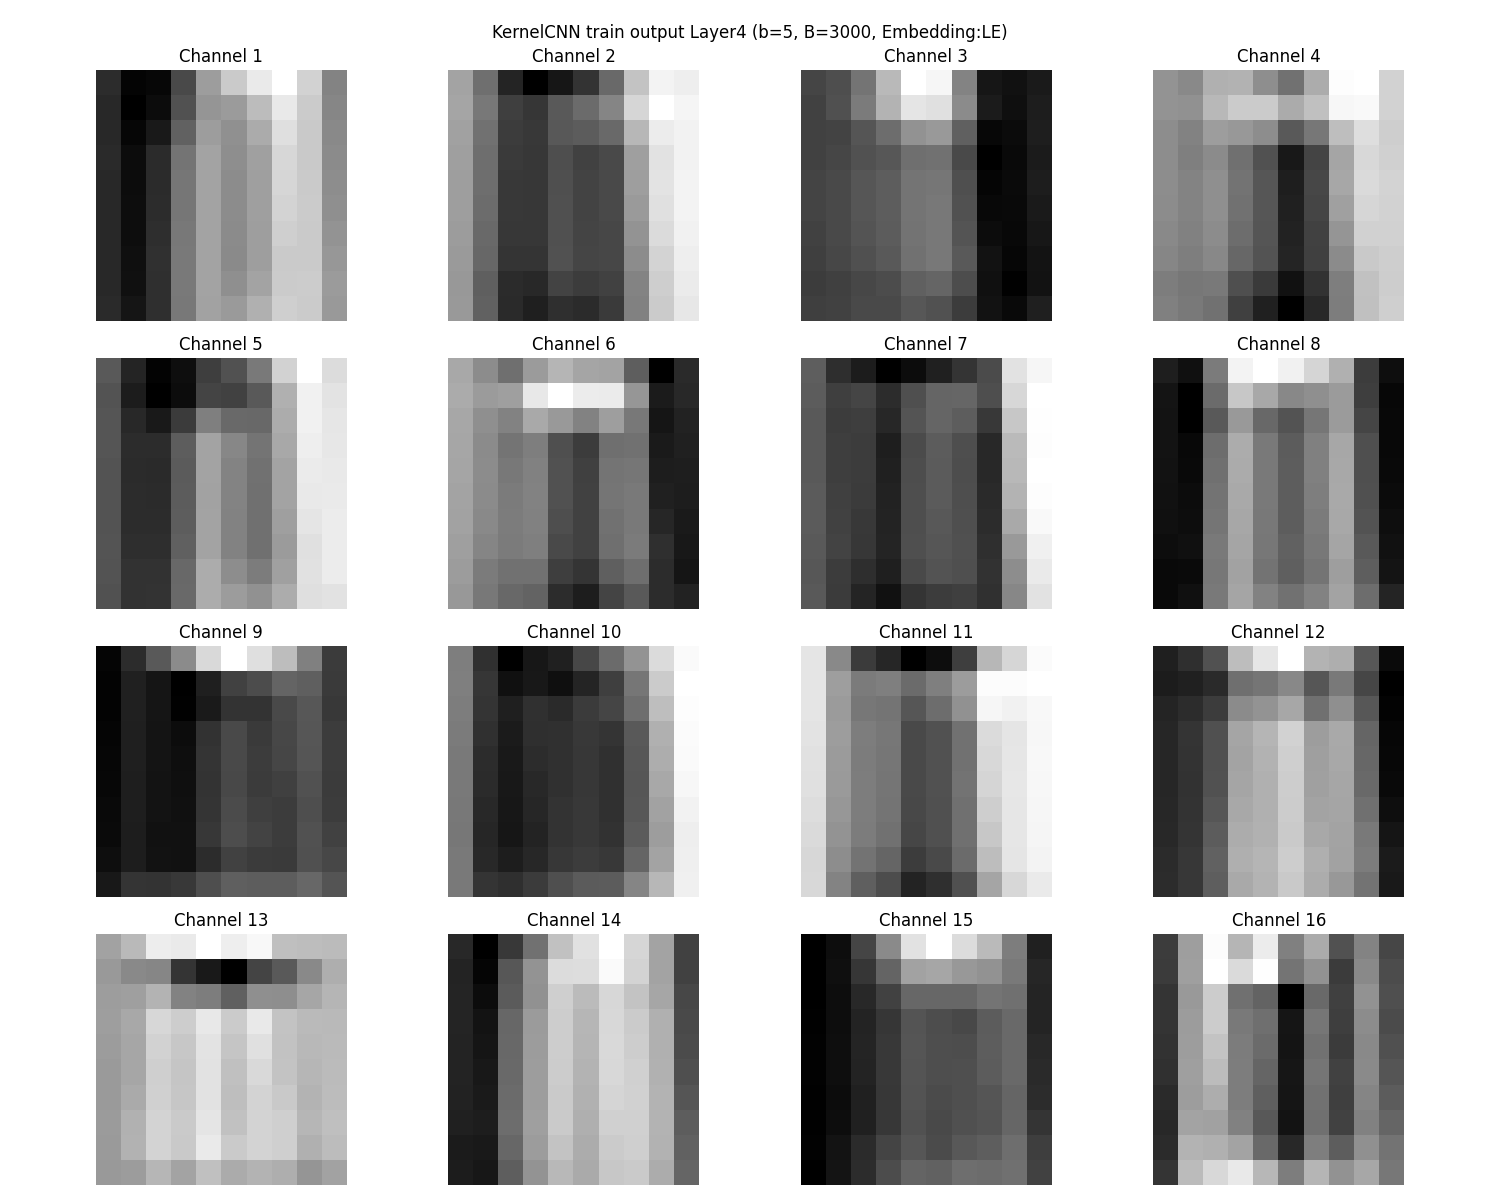 KernelCNN train output Layer4 (b=5, B=3000, Embedding:LE)
Channel 1
Channel 2
Channel 3
Channel 4
Channel 5
Channel 6
Channel 7
Channel 8
Channel 9
Channel 10
Channel 11
Channel 12
Channel 13
Channel 14
Channel 15
Channel 16